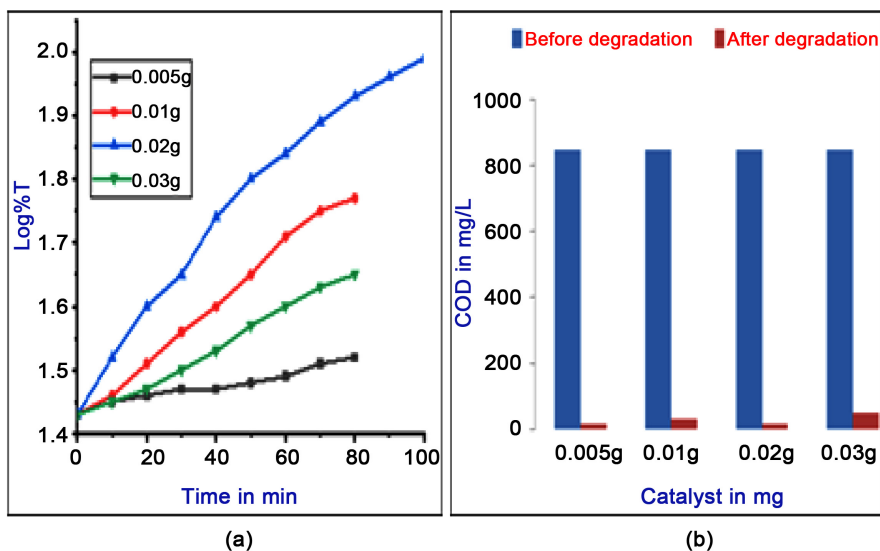 Log%T
2.0
1.9
1.8
1.7
1.6
1.5
1.4
0.005g
0.01g
0.02g
0.03g
0 20 40 60 80 100
Time in min
(a)
Before degradation After degradation
COD in mg/L
1000
800
600
400
200
0
0.005g 0.01g 0.02g 0.03g
Catalyst in mg
(b)